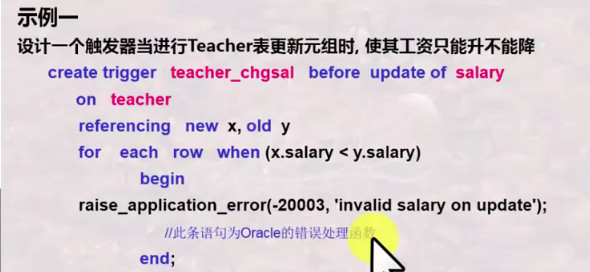 示例一
设计一个触发器当进行Teacher表更新元组时, 使其工资只能升不能降
create trigger teacher_chgsal before update of salary
on teacher
referencing new x, old y
for each row when (x.salary < y.salary)
begin
raise_application_error(-20003, 'invalid salary on update');
//此条语句为Oracle的错误处理函数
end;